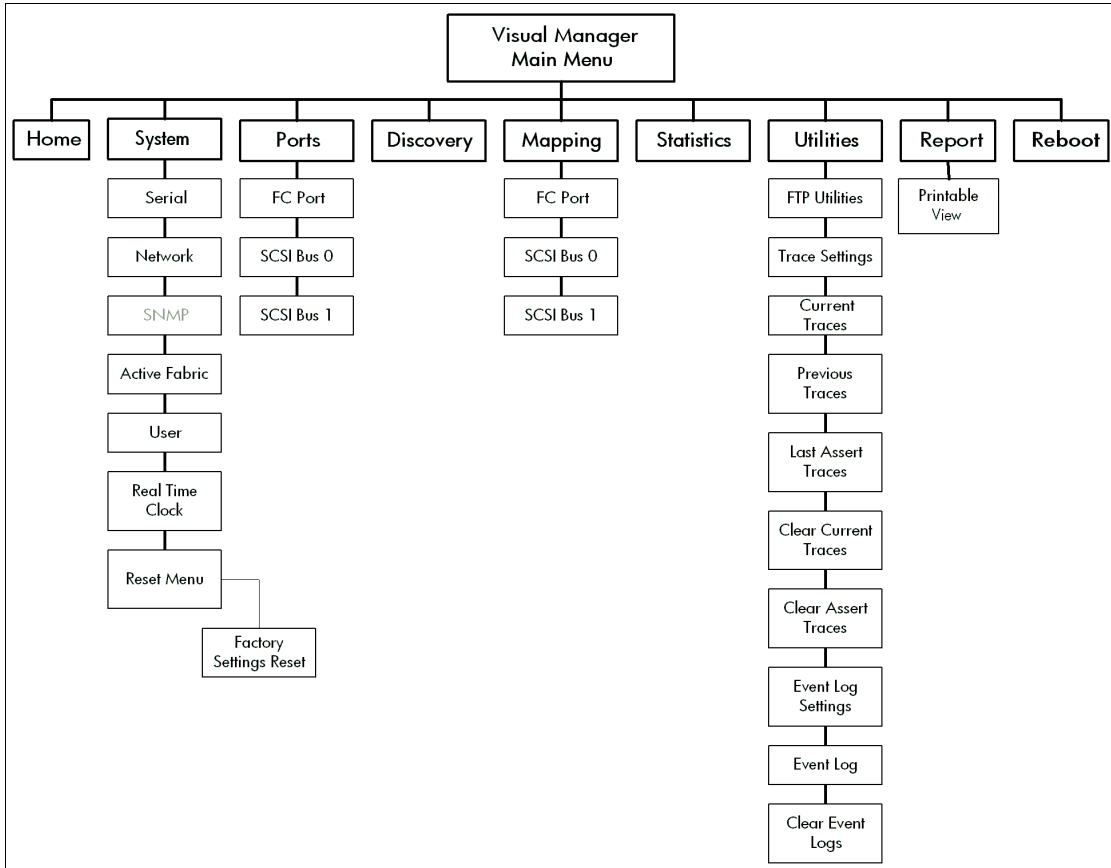 Visual Manager
Main Menu
Home
System
Ports
Discovery
Mapping
Statistics
Utilities
Report
Reboot
Serial
Network
SNMP
Active Fabric
User
Real Time
Clock
Reset Menu
Factory
Settings Reset
FC Port
SCSI Bus 0
SCSI Bus 1
FC Port
SCSI Bus 0
SCSI Bus 1
FTP Utilities
Trace Settings
Current
Traces
Previous
Traces
Last Assert
Traces
Clear Current
Traces
Clear Assert
Traces
Event Log
Settings
Event Log
Clear Event
Logs
Printable
View